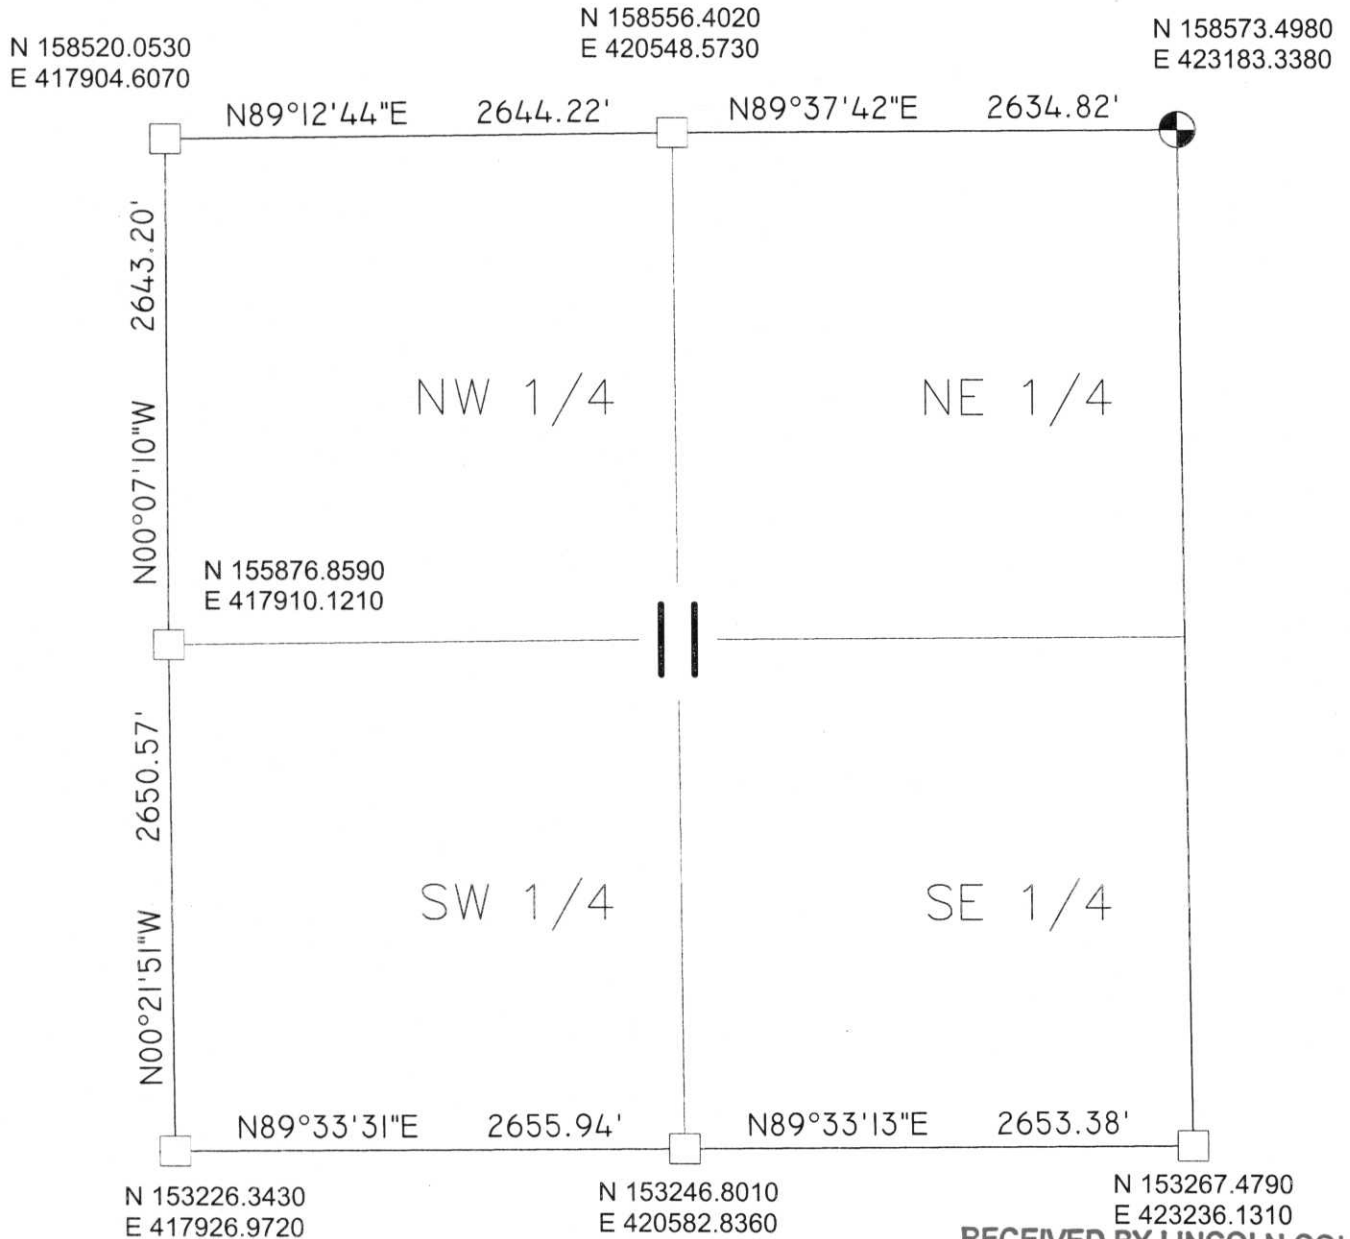 N 158556.4020
E 420548.5730
N 158573.4980
E 423183.3380
N 158520.0530
E 417904.6070
N89°12'44"E 2644.22'
N89°37'42"E 2634.82'
2643.20'
N00°07'10"W
NW 1/4
NE 1/4
N 155876.8590
E 417910.1210
11
2650.57'
N00°21'51"W
SW 1/4
SE 1/4
N89°33'31"E 2655.94'
N89°33'13"E 2653.38'
N 153226.3430
E 417926.9720
N 153246.8010
E 420582.8360
N 153267.4790
E 423236.1310
RECEIVED BY LINCOLN